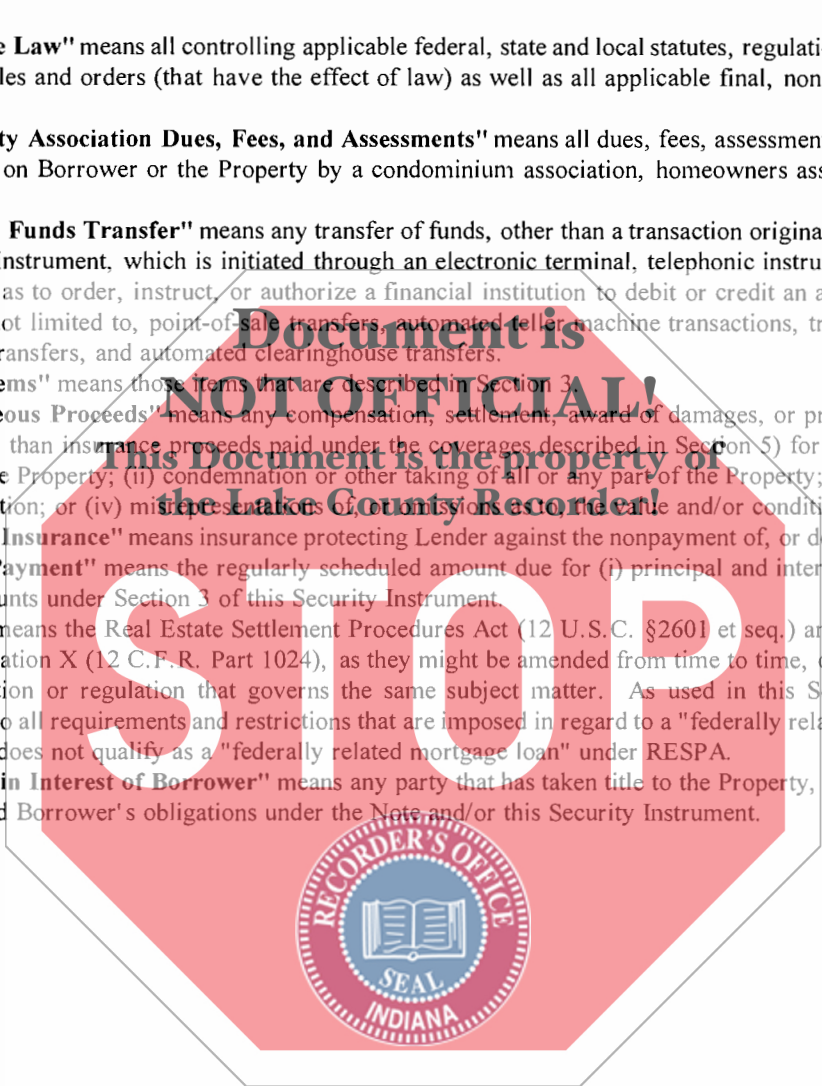 e Law" means all controlling applicable federal, state and local statutes, regulati
les and orders (that have the effect of law) as well as all applicable final, non
ty Association Dues, Fees, and Assessments" means all dues, fees, assessmen
on Borrower or the Property by a condominium association, homeowners ass
Funds Transfer" means any transfer of funds, other than a transaction origina
nstrument, which is initiated through an electronic terminal, telephonic instru
as to order, instruct, or authorize a financial institution to debit or credit an a
ot limited to, point-of-sale transfers, automated teller machine transactions, tr
ransfers, and automated clearinghouse transfers.
ems" means those items that are described in Section 3.
ous Proceeds" means any compensation, settlement, award of damages, or pr
than insurance proceeds paid under the coverages described in Section 5) for
e Property; (ii) condemnation or other taking of all or any part of the Property;
tion; or (iv) misrepresentations of, or omissions as to, the value and/or conditi
Insurance" means insurance protecting Lender against the nonpayment of, or d
ayment" means the regularly scheduled amount due for (i) principal and inter
unts under Section 3 of this Security Instrument.
neans the Real Estate Settlement Procedures Act (12 U.S.C. §2601 et seq.) an
ation X (12 C.F.R. Part 1024), as they might be amended from time to time,
ion or regulation that governs the same subject matter. As used in this S
o all requirements and restrictions that are imposed in regard to a "federally rela
does not qualify as a "federally related mortgage loan" under RESPA.
in Interest of Borrower" means any party that has taken title to the Property,
d Borrower's obligations under the Note and/or this Security Instrument.
Document is
NOT OFFICIAL!
This Document is the property of
the Lake County Recorder!
STOP
RECORDER'S OFFICE
SEAL
INDIANA